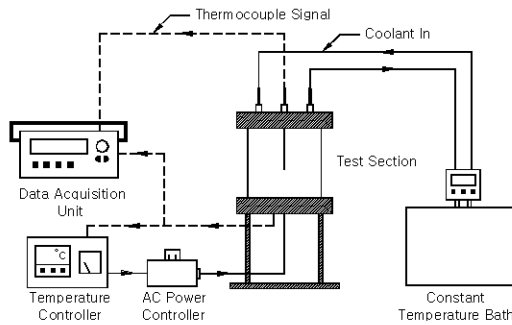 Thermocouple Signal
Coolant In
Test Section
Data Acquisition
Unit
°C
Temperature
Controller
AC Power
Controller
Constant
Temperature Bath